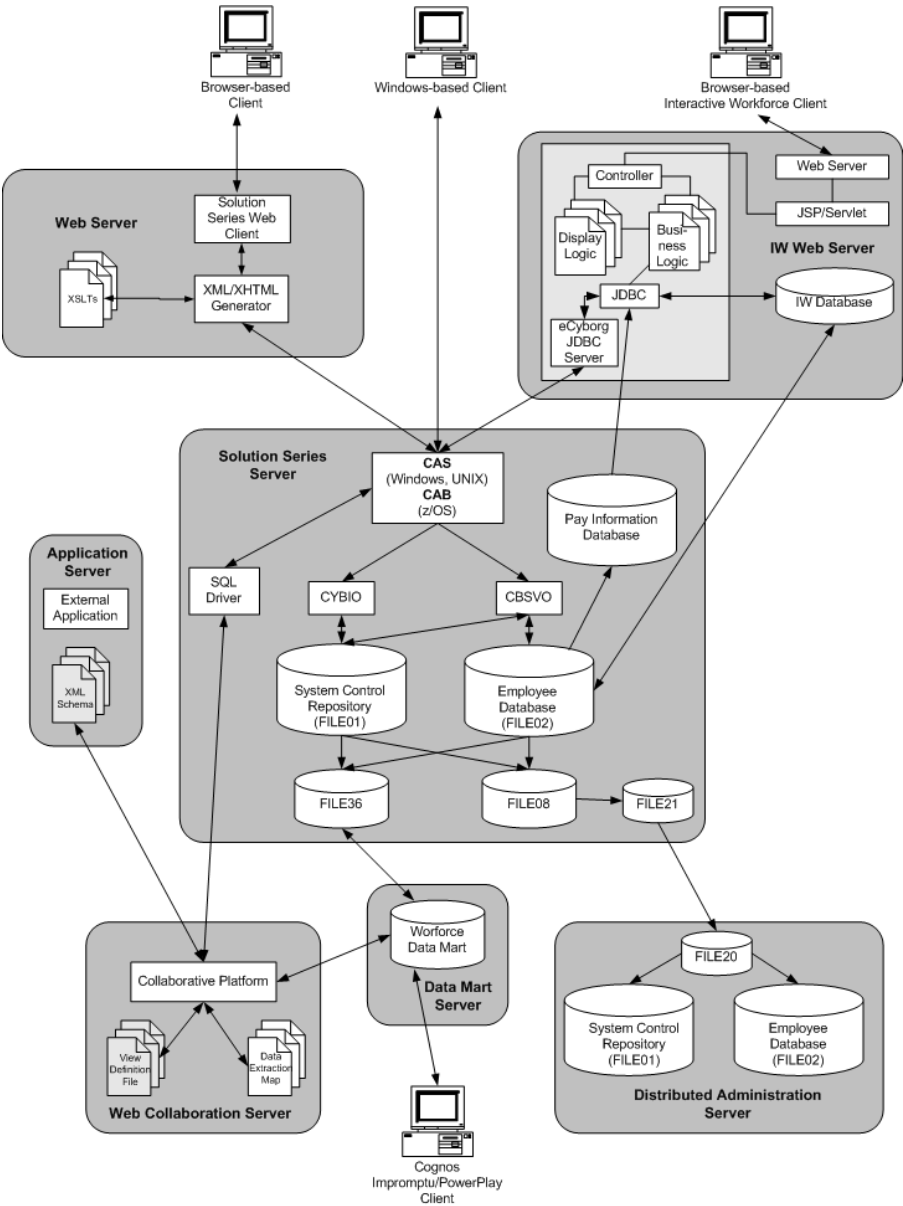 Browser-based
Client
Windows-based Client
Browser-based
Interactive Workforce Client
Web Server
Solution
Series Web
Client
XSLTs
XML/XHTML
Generator
Controller
Display
Logic
Busi-
ness
Logic
JDBC
eCyborg
JDBC
Server
Web Server
JSP/Servlet
IW Web Server
IW Database
Solution Series
Server
CAS
(Windows, UNIX)
CAB
(z/OS)
Pay Information
Database
SQL
Driver
CYBIO
CBSVO
System Control
Repository
(FILE01)
Employee
Database
(FILE02)
FILE36
FILE08
FILE21
Application
Server
External
Application
XML
Schema
Collaborative Platform
View
Definition
File
Data
Extraction
Map
Web Collaboration Server
Worforce
Data Mart
Data Mart
Server
Cognos
Impromptu/PowerPlay
Client
FILE20
System Control
Repository
(FILE01)
Employee
Database
(FILE02)
Distributed Administration
Server